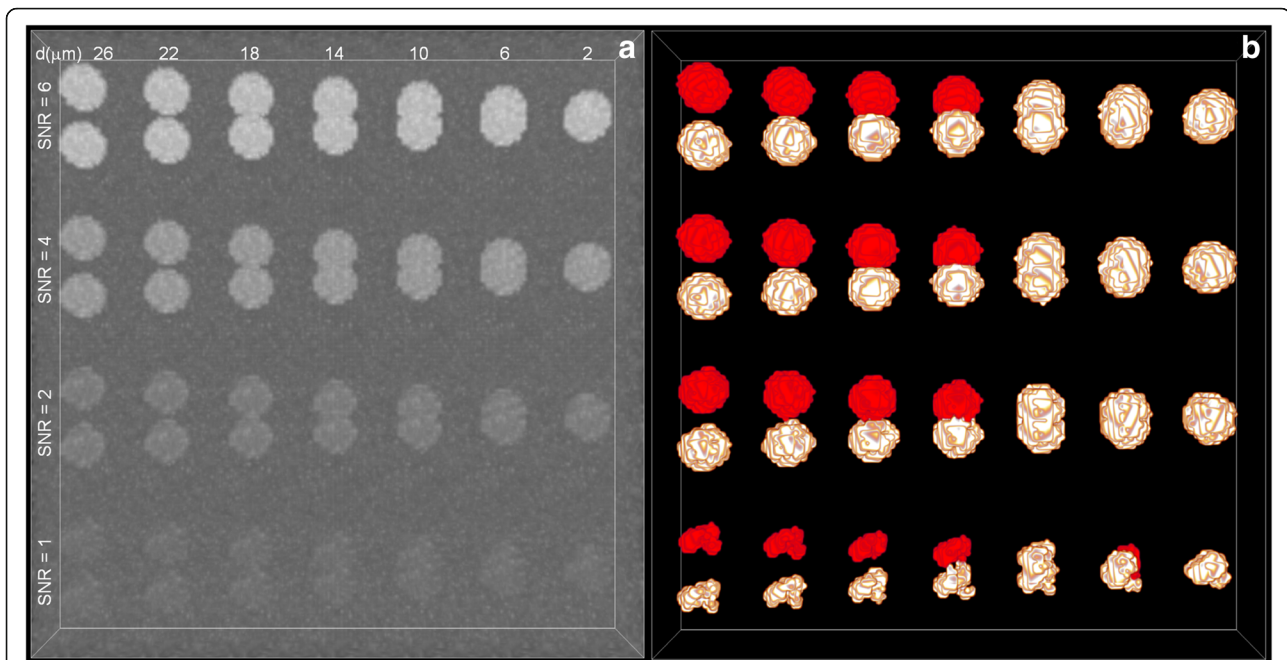 d(μm) 26 22 18 14 10 6 2 a
b
SNR = 6
SNR = 4
SNR = 2
SNR = 1